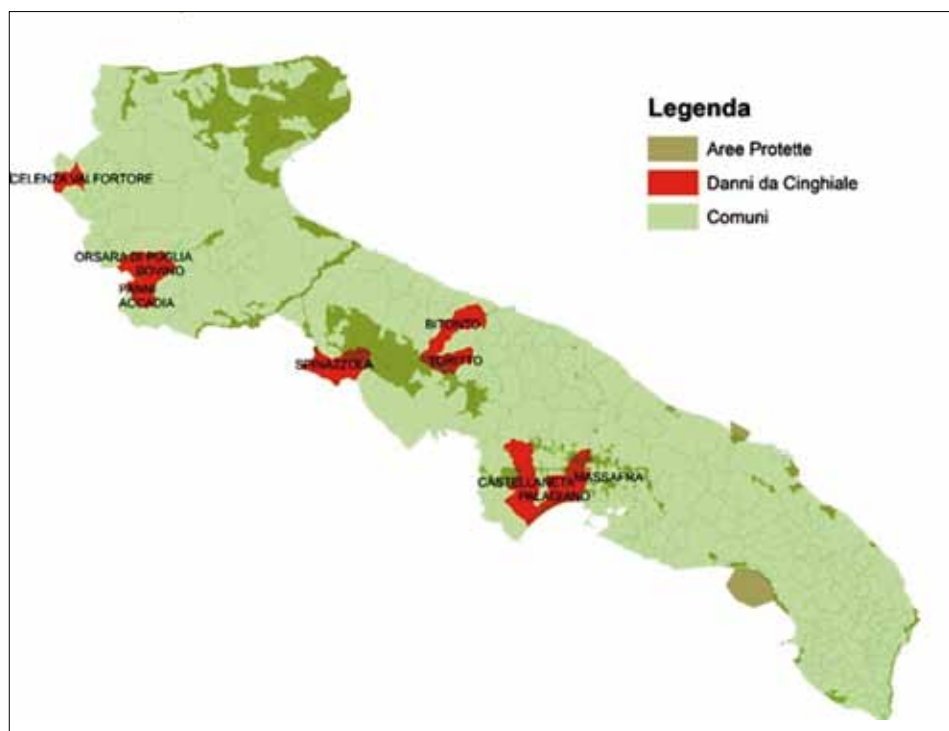 Legenda
Aree Protette
Danni da Cinghiale
Comuni
CELENZA VALFORTORE
ORSARA DI PUGLIA
BOVINO
PANNI
ACCADIA
BITONTO
TORITTO
SPINAZZOLA
CASTELLANETA
MASSAFRA
PALAGIANO